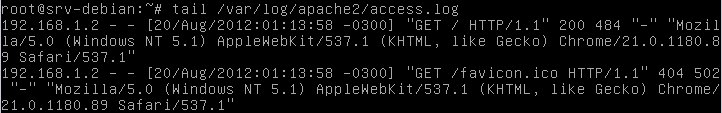 root@srv-debian:~# tail /var/log/apache2/access.log
192.168.1.2 - - [20/Aug/2012:01:13:58 -0300] "GET / HTTP/1.1" 200 484 "-" "Mozil
la/5.0 (Windows NT 5.1) AppleWebKit/537.1 (KHTML, like Gecko) Chrome/21.0.1180.8
9 Safari/537.1"
192.168.1.2 - - [20/Aug/2012:01:13:58 -0300] "GET /favicon.ico HTTP/1.1" 404 502
 "-" "Mozilla/5.0 (Windows NT 5.1) AppleWebKit/537.1 (KHTML, like Gecko) Chrome/
21.0.1180.89 Safari/537.1"